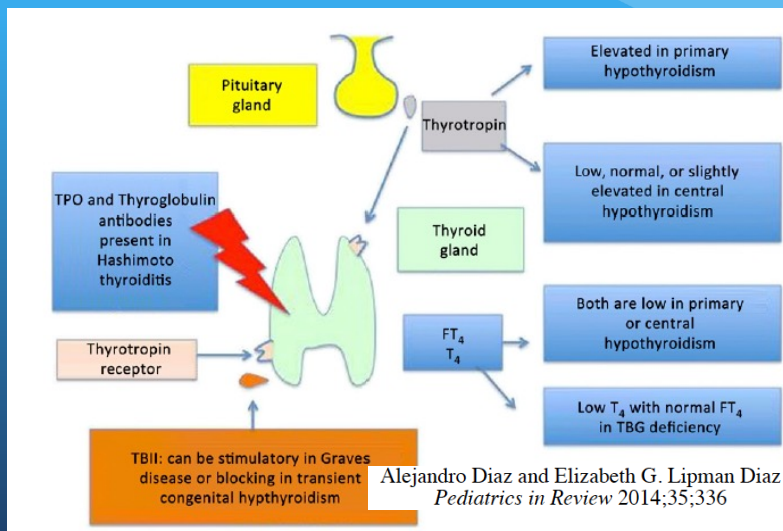 Pituitary
gland
Thyrotropin
Elevated in primary
hypothyroidism
Low, normal, or slightly
elevated in central
hypothyroidism
TPO and Thyroglobulin
antibodies
present in
Hashimoto
thyroiditis
Thyroid
gland
Thyrotropin
receptor
FT4
T4
Both are low in primary
or central
hypothyroidism
Low T4 with normal FT4
in TBG deficiency
TBII: can be stimulatory in Graves
disease or blocking in transient
congenital hypthyroidism
Alejandro Diaz and Elizabeth G. Lipman Diaz
Pediatrics in Review 2014;35;336